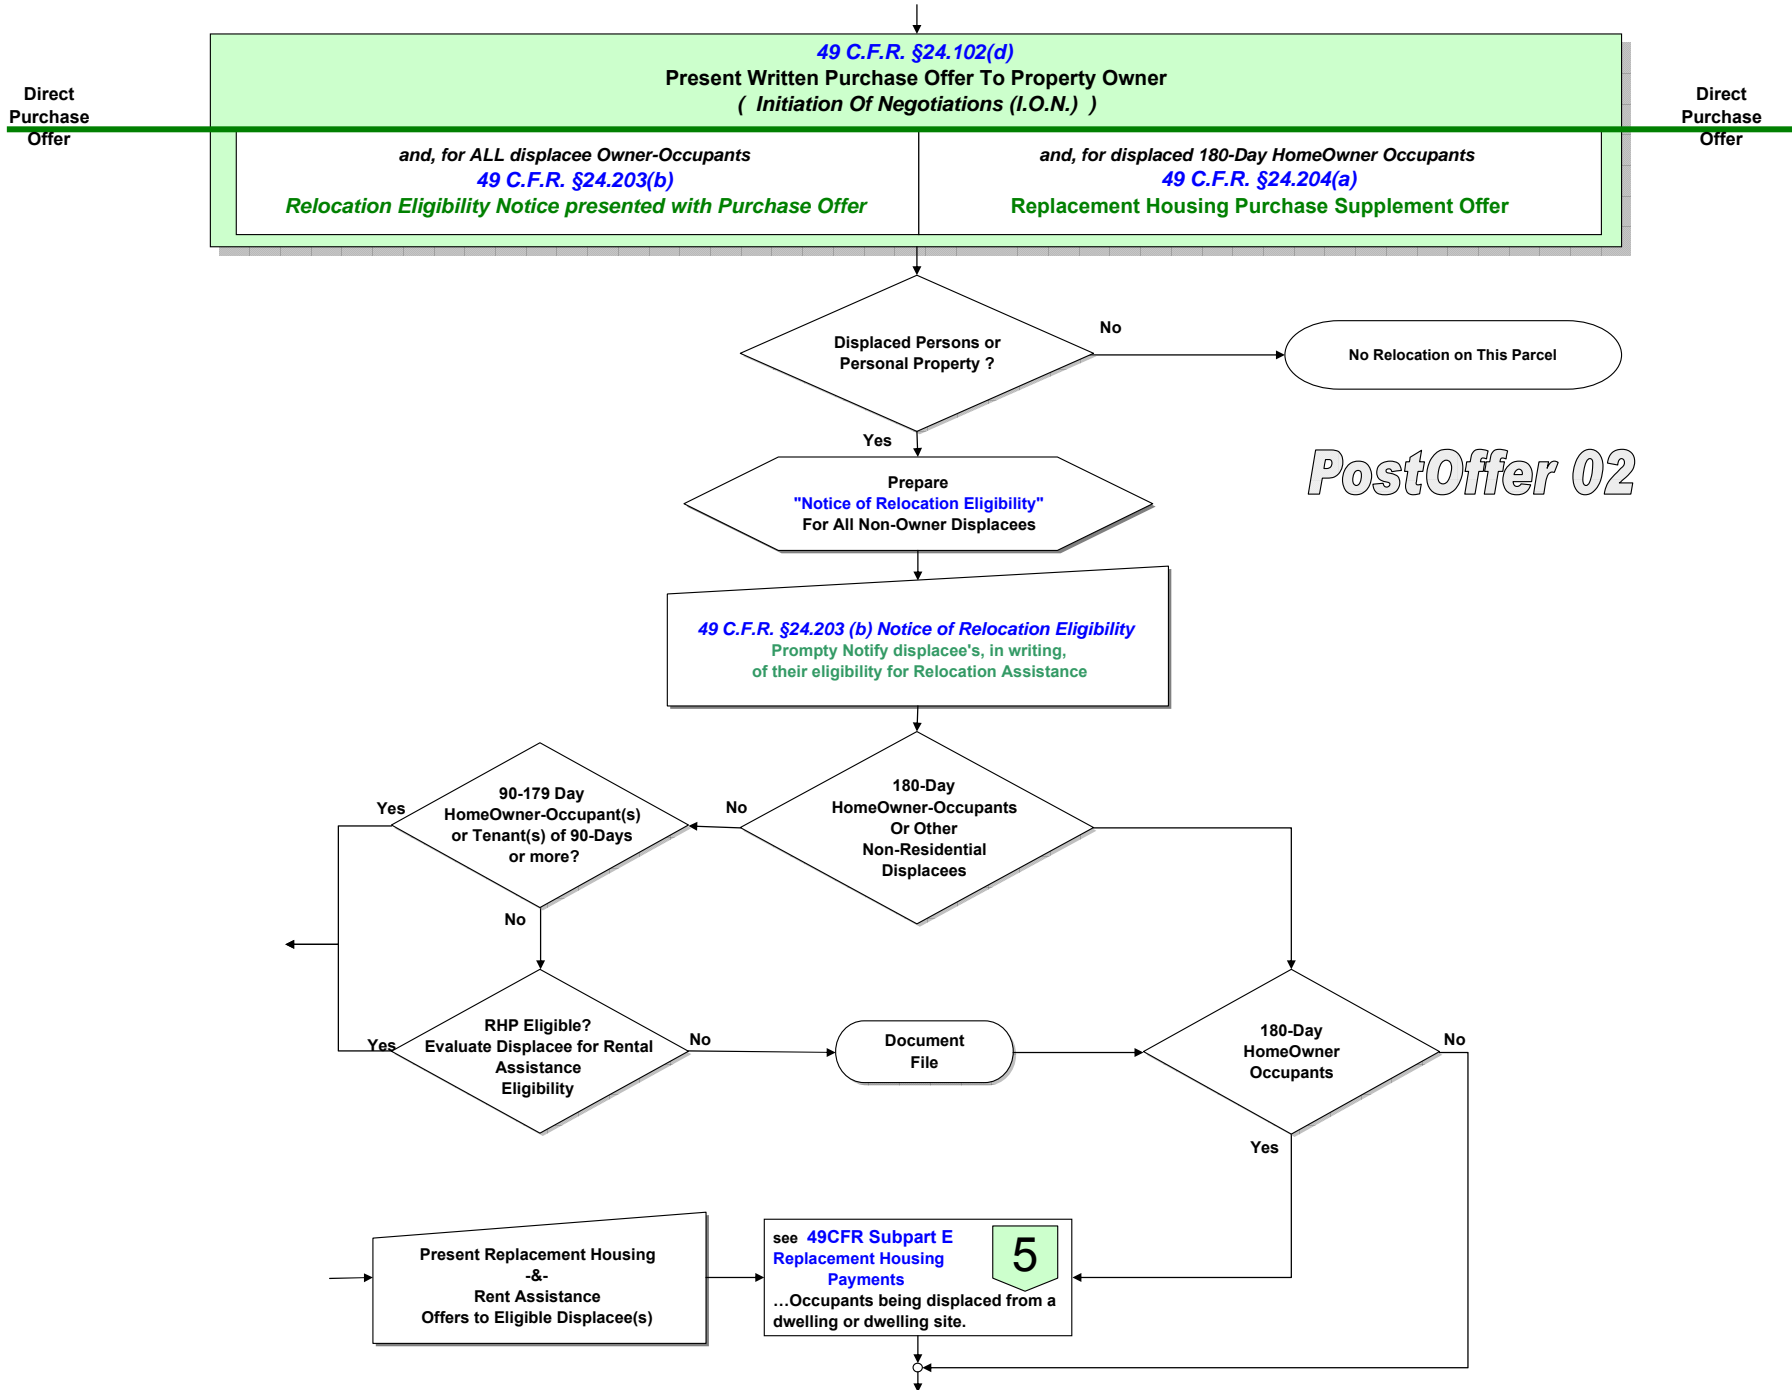 49 C.F.R. §24.102(d)
Present Written Purchase Offer To Property Owner
( Initiation Of Negotiations (I.O.N.) )
Direct
Purchase
Offer
Direct
Purchase
Offer
and, for ALL displacee Owner-Occupants
49 C.F.R. §24.203(b)
Relocation Eligibility Notice presented with Purchase Offer
and, for displaced 180-Day HomeOwner Occupants
49 C.F.R. §24.204(a)
Replacement Housing Purchase Supplement Offer
Displaced Persons or
Personal Property ?
No
No Relocation on This Parcel
Yes
PostOffer 02
Prepare
"Notice of Relocation Eligibility"
For All Non-Owner Displacees
49 C.F.R. §24.203 (b) Notice of Relocation Eligibility
Prompty Notify displacee's, in writing,
of their eligibility for Relocation Assistance
180-Day
HomeOwner-Occupants
Or Other
Non-Residential
Displacees
No
90-179 Day
HomeOwner-Occupant(s)
or Tenant(s) of 90-Days
or more?
Yes
No
RHP Eligible?
Evaluate Displacee for Rental
Assistance
Eligibility
Yes
No
Document
File
180-Day
HomeOwner
Occupants
No
Yes
Present Replacement Housing
-&-
Rent Assistance
Offers to Eligible Displacee(s)
see 49CFR Subpart E
Replacement Housing
Payments
5
…Occupants being displaced from a
dwelling or dwelling site.